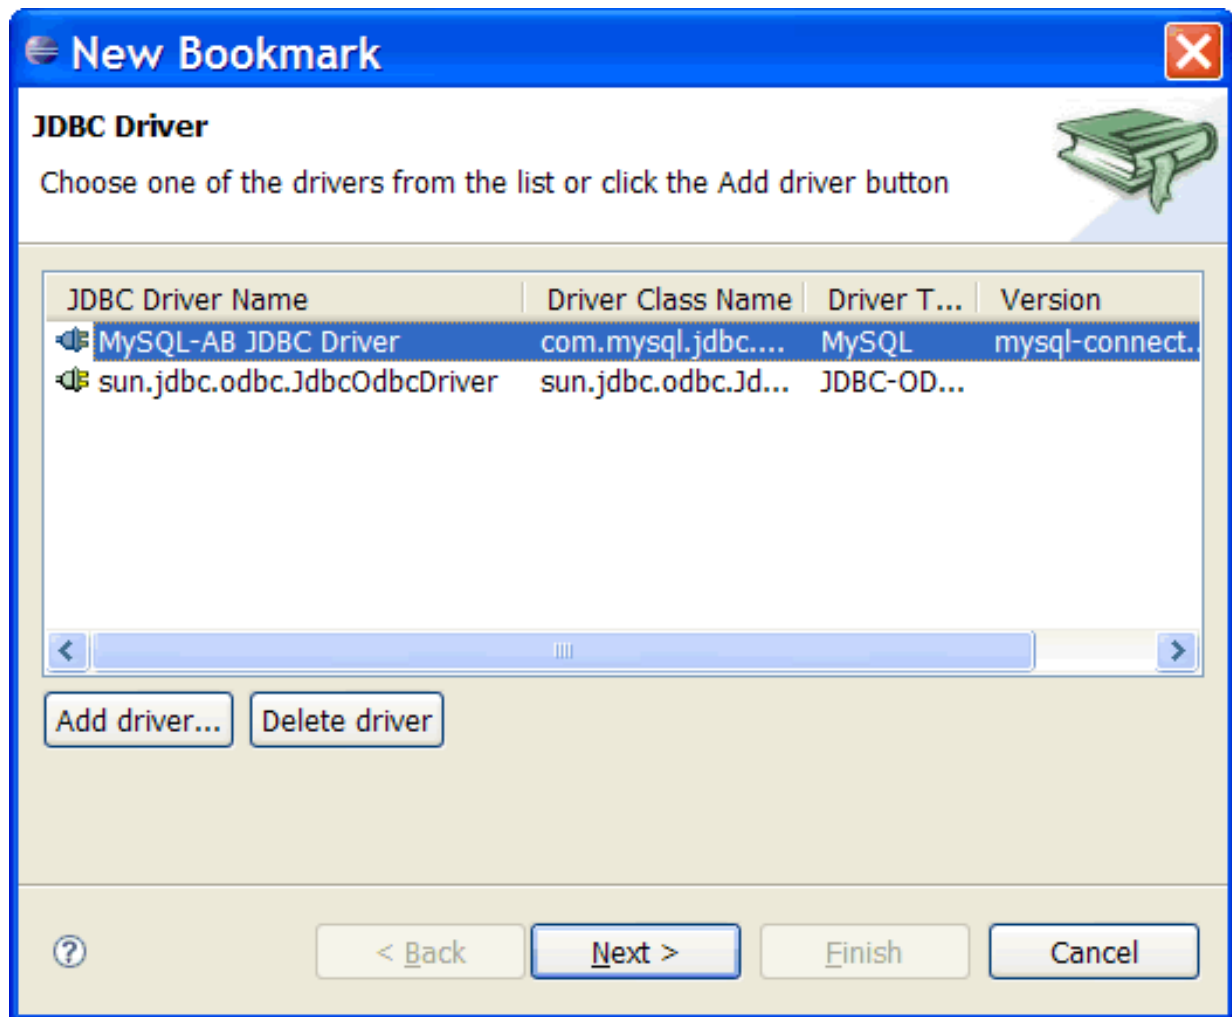 New Bookmark
JDBC Driver
Choose one of the drivers from the list or click the Add driver button
JDBC Driver Name Driver Class Name Driver T... Version
MySQL-AB JDBC Driver com.mysql.jdbc.... MySQL mysql-connect..
sun.jdbc.odbc.JdbcOdbcDriver sun.jdbc.odbc.Jd... JDBC-OD...
Add driver... Delete driver
? < Back Next > Finish Cancel